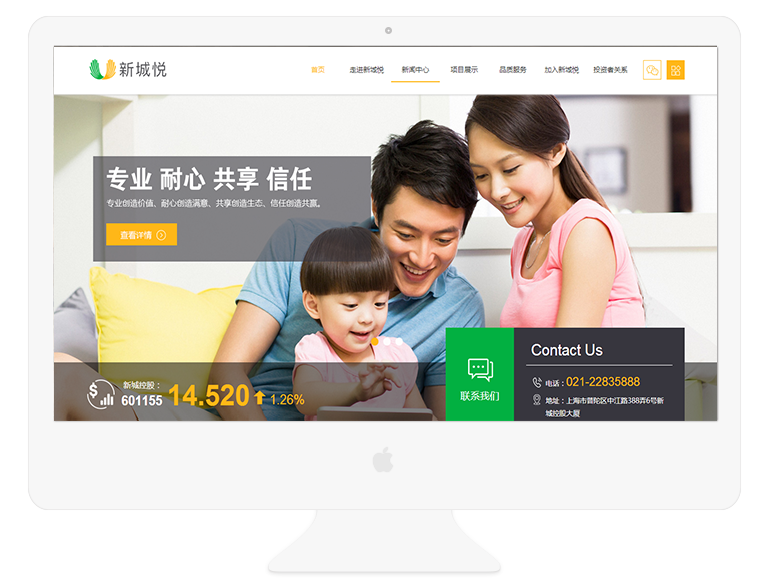 新城悦
首页 走进新城悦 新闻中心 项目展示 品质服务 加入新城悦 投资者关系
专业 耐心 共享 信任
专业创造价值、耐心创造满意、共享创造生态、信任创造共赢。
查看详情
新城控股：
601155 14.520 1.26%
联系我们
Contact Us
电话：021-22835888
地址：上海市普陀区中江路388弄6号新
城控股大厦